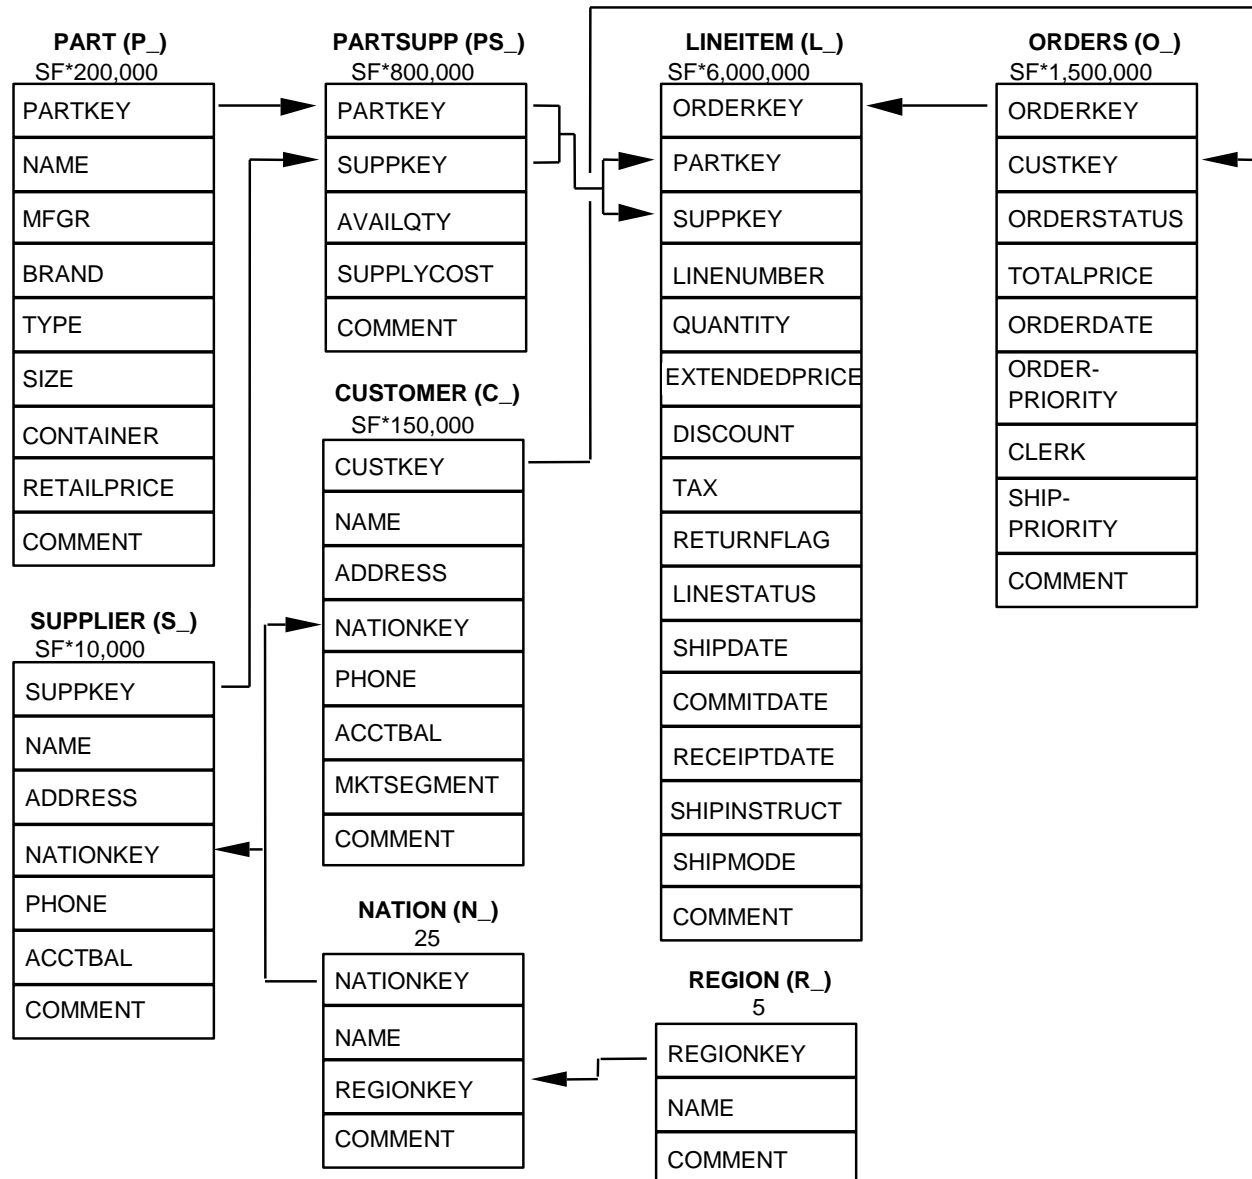 PART (P_)
SF*200,000
PARTKEY
NAME
MFGR
BRAND
TYPE
SIZE
CONTAINER
RETAILPRICE
COMMENT
SUPPLIER (S_)
SF*10,000
SUPPKEY
NAME
ADDRESS
NATIONKEY
PHONE
ACCTBAL
COMMENT
PARTSUPP (PS_)
SF*800,000
PARTKEY
SUPPKEY
AVAILQTY
SUPPLYCOST
COMMENT
CUSTOMER (C_)
SF*150,000
CUSTKEY
NAME
ADDRESS
NATIONKEY
PHONE
ACCTBAL
MKTSEGMENT
COMMENT
NATION (N_)
25
NATIONKEY
NAME
REGIONKEY
COMMENT
LINEITEM (L_)
SF*6,000,000
ORDERKEY
PARTKEY
SUPPKEY
LINENUMBER
QUANTITY
EXTENDEDPRICE
DISCOUNT
TAX
RETURNFLAG
LINESTATUS
SHIPDATE
COMMITDATE
RECEIPTDATE
SHIPINSTRUCT
SHIPMODE
COMMENT
REGION (R_)
5
REGIONKEY
NAME
COMMENT
ORDERS (O_)
SF*1,500,000
ORDERKEY
CUSTKEY
ORDERSTATUS
TOTALPRICE
ORDERDATE
ORDER-
PRIORITY
CLERK
SHIP-
PRIORITY
COMMENT